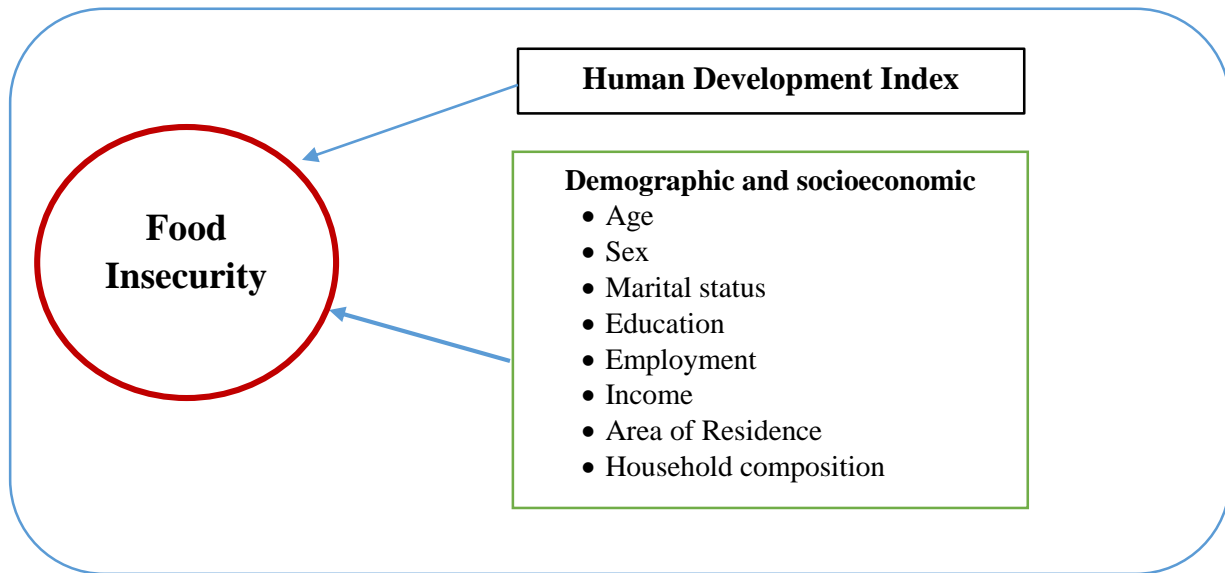 Human Development Index
Food
Insecurity
Demographic and socioeconomic
• Age
• Sex
• Marital status
• Education
• Employment
• Income
• Area of Residence
• Household composition